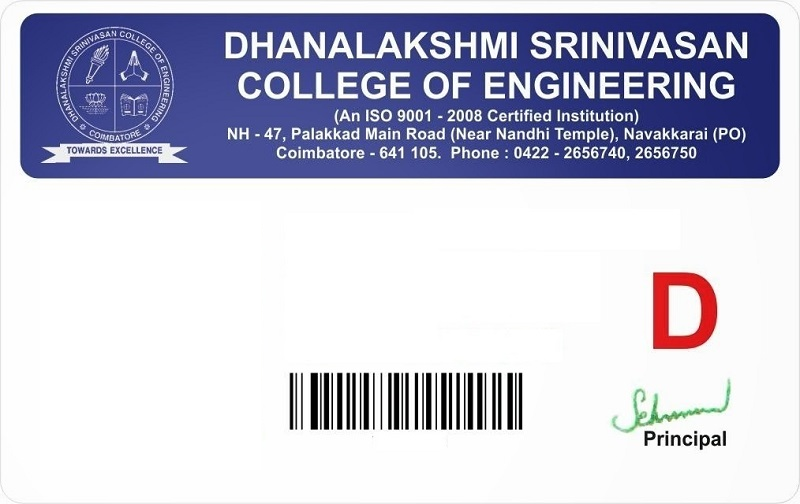 DHANALAKSHMI SRINIVASAN COLLEGE OF ENGINEERING
COIMBATORE
TOWARDS EXCELLENCE
DHANALAKSHMI SRINIVASAN
COLLEGE OF ENGINEERING
(An ISO 9001 - 2008 Certified Institution)
NH - 47, Palakkad Main Road (Near Nandhi Temple), Navakkarai (PO)
Coimbatore - 641 105. Phone : 0422 - 2656740, 2656750
D
Principal